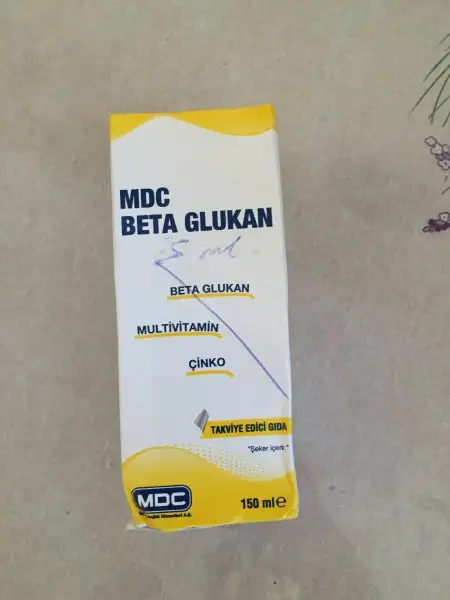 MDC
BETA GLUKAN
5 ml
BETA GLUKAN
MULTİVİTAMİN
ÇİNKO
TAKVİYE EDİCİ GIDA
"Şeker içerir."
MDC
150 ml e